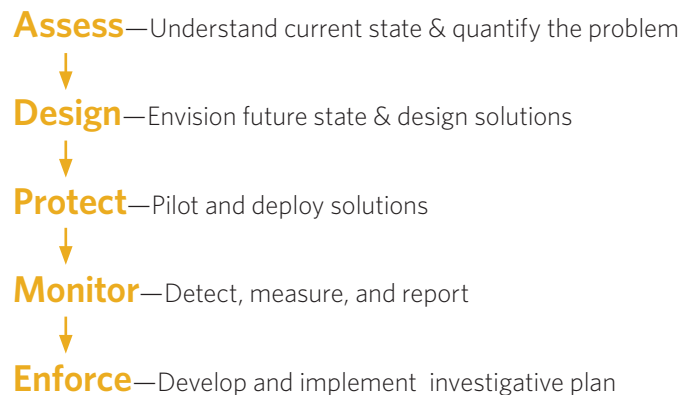 Assess—Understand current state & quantify the problem
Design—Envision future state & design solutions
Protect—Pilot and deploy solutions
Monitor—Detect, measure, and report
Enforce—Develop and implement investigative plan